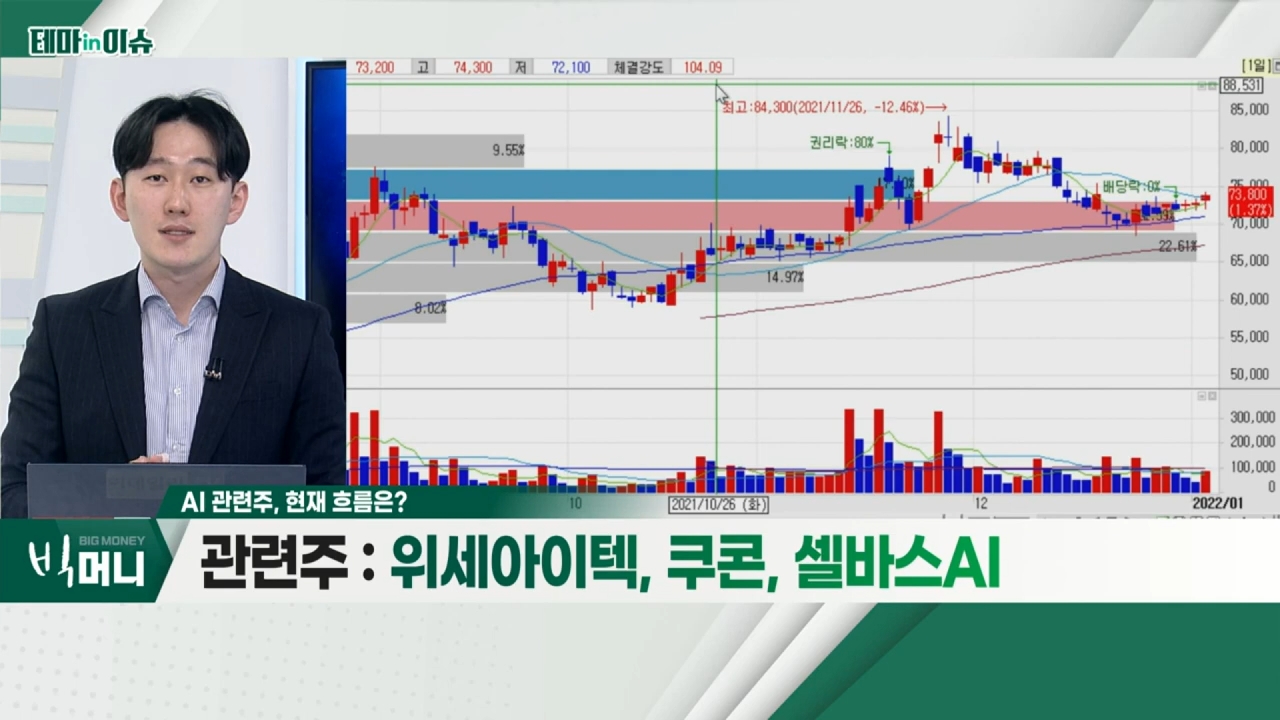 테마in이슈
73,200 고 74,300 저 72,100 체결강도 104.09
[1일]
88,531
최고:84,300(2021/11/26, -12.46%)→
85,000
권리락:80%
80,000
9.55%
75,000
배당락:0%
73,800
(1.37%)
70,000
22.61%
65,000
14.97%
60,000
8.02%
55,000
50,000
300,000
200,000
100,000
0
10
2021/10/26 (화)
12
2022/01
AI 관련주, 현재 흐름은?
BIG MONEY
빅머니
관련주 : 위세아이텍, 쿠콘, 셀바스AI